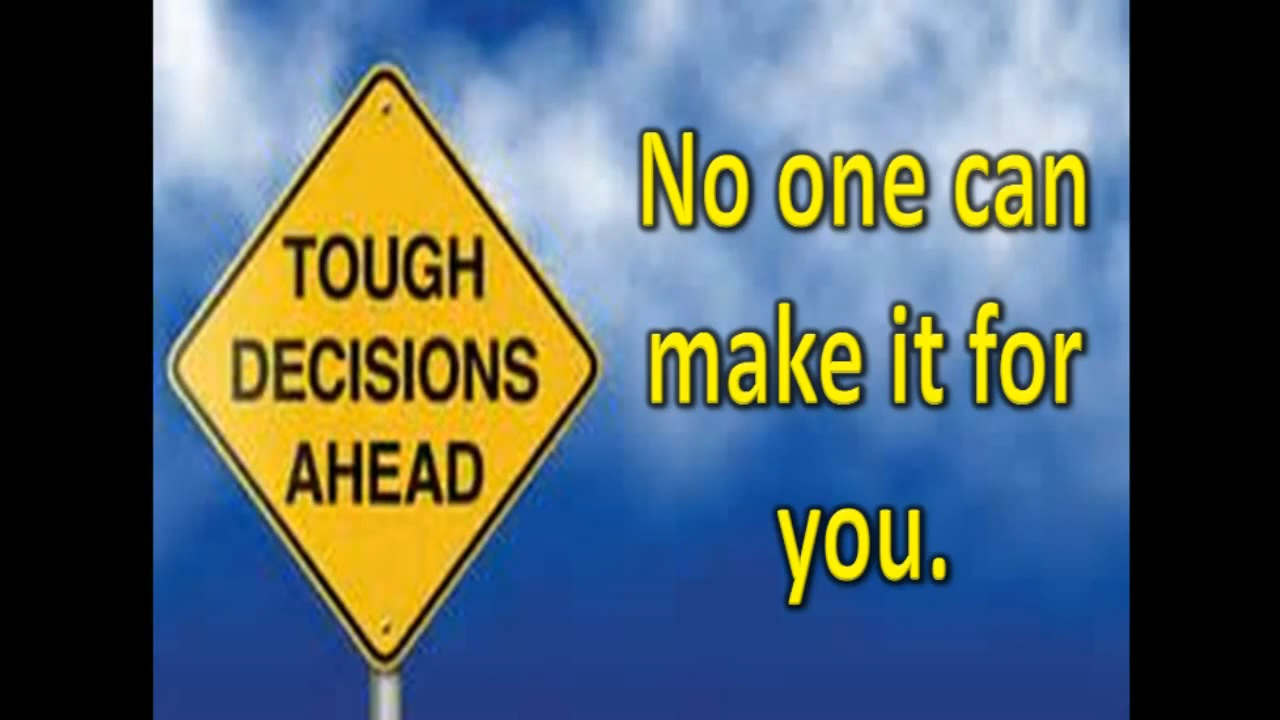 TOUGH
DECISIONS
AHEAD
No one can
make it for
you.